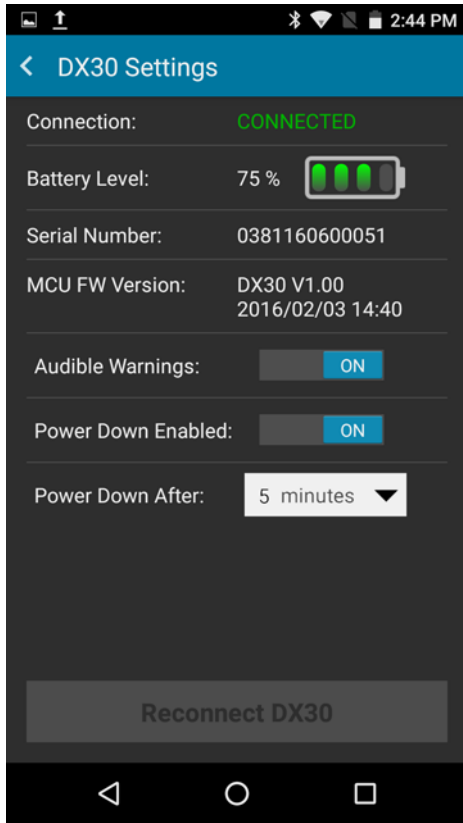 2:44 PM
DX30 Settings
Connection: CONNECTED
Battery Level: 75 %
Serial Number: 0381160600051
MCU FW Version: DX30 V1.00
2016/02/03 14:40
Audible Warnings: ON
Power Down Enabled: ON
Power Down After: 5 minutes
Reconnect DX30